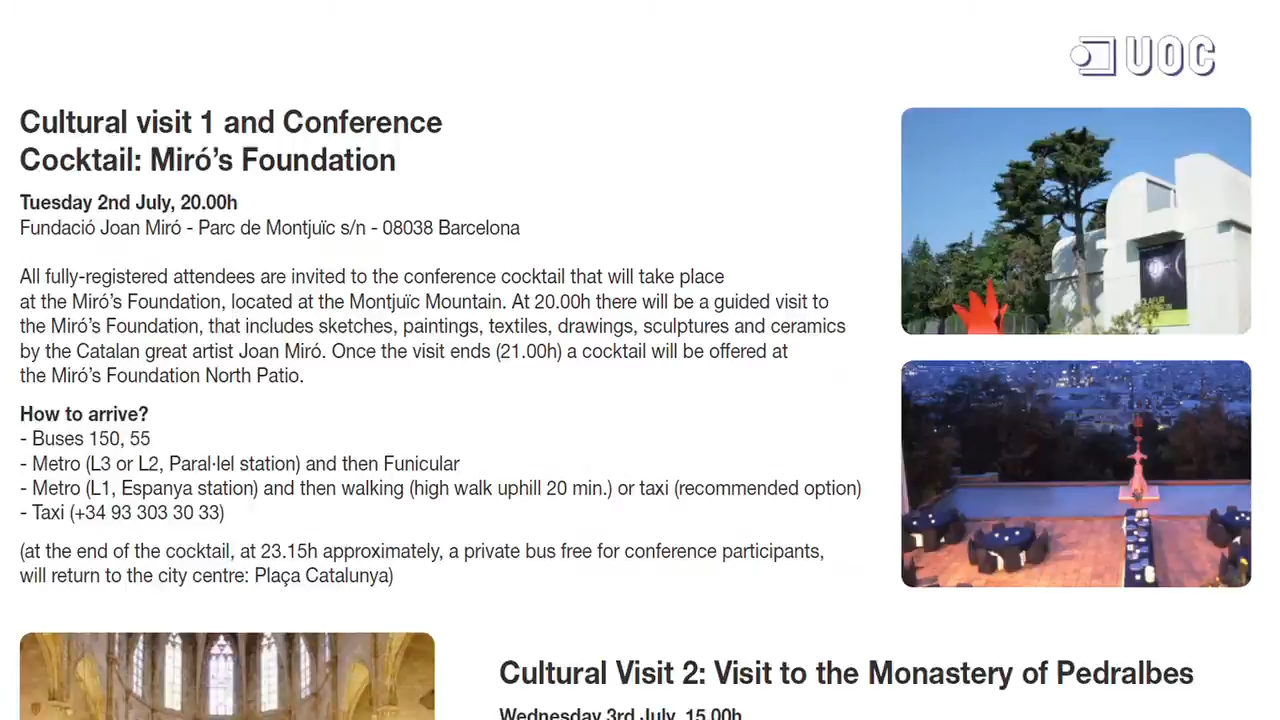 UOC
Cultural visit 1 and Conference
Cocktail: Miró’s Foundation
Tuesday 2nd July, 20.00h
Fundació Joan Miró - Parc de Montjuïc s/n - 08038 Barcelona
All fully-registered attendees are invited to the conference cocktail that will take place
at the Miró’s Foundation, located at the Montjuïc Mountain. At 20.00h there will be a guided visit to
the Miró’s Foundation, that includes sketches, paintings, textiles, drawings, sculptures and ceramics
by the Catalan great artist Joan Miró. Once the visit ends (21.00h) a cocktail will be offered at
the Miró’s Foundation North Patio.
How to arrive?
- Buses 150, 55
- Metro (L3 or L2, Paral·lel station) and then Funicular
- Metro (L1, Espanya station) and then walking (high walk uphill 20 min.) or taxi (recommended option)
- Taxi (+34 93 303 30 33)
(at the end of the cocktail, at 23.15h approximately, a private bus free for conference participants,
will return to the city centre: Plaça Catalunya)
Cultural Visit 2: Visit to the Monastery of Pedralbes
Wednesday 3rd July, 15.00h